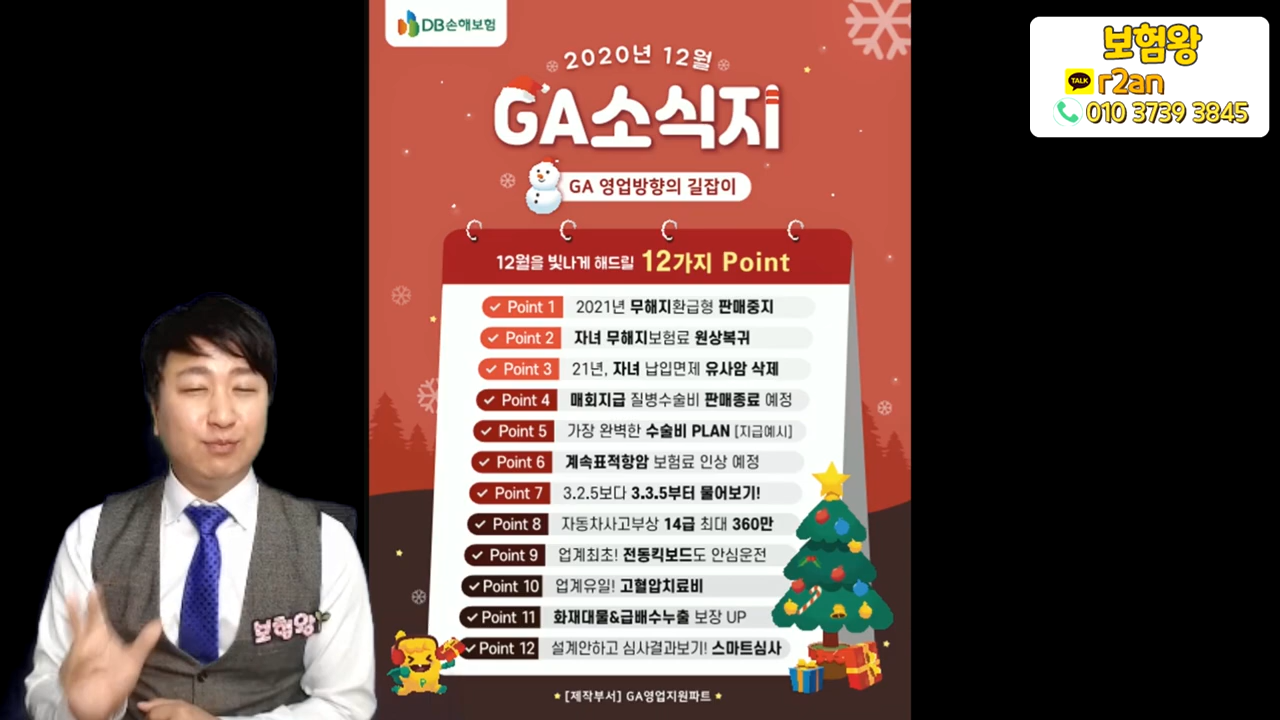 DB손해보험
2020년 12월
GA소식지
GA 영업방향의 길잡이
12월을 빛나게 해드릴 12가지 Point
Point 1 2021년 무해지환급형 판매중지
Point 2 자녀 무해지보험료 원상복귀
Point 3 21년, 자녀 납입면제 유사암 삭제
Point 4 매회지급 질병수술비 판매종료 예정
Point 5 가장 완벽한 수술비 PLAN [지급예시]
Point 6 계속표적항암 보험료 인상 예정
Point 7 3.2.5보다 3.3.5부터 물어보기!
Point 8 자동차사고부상 14급 최대 360만
Point 9 업계최초! 전동킥보드도 안심운전
Point 10 업계유일! 고혈압치료비
Point 11 화재대물&급배수누출 보장 UP
Point 12 설계안하고 심사결과보기! 스마트심사
[제작부서] GA영업지원파트
보험왕
TALK r2an
010 3739 3845
보험왕